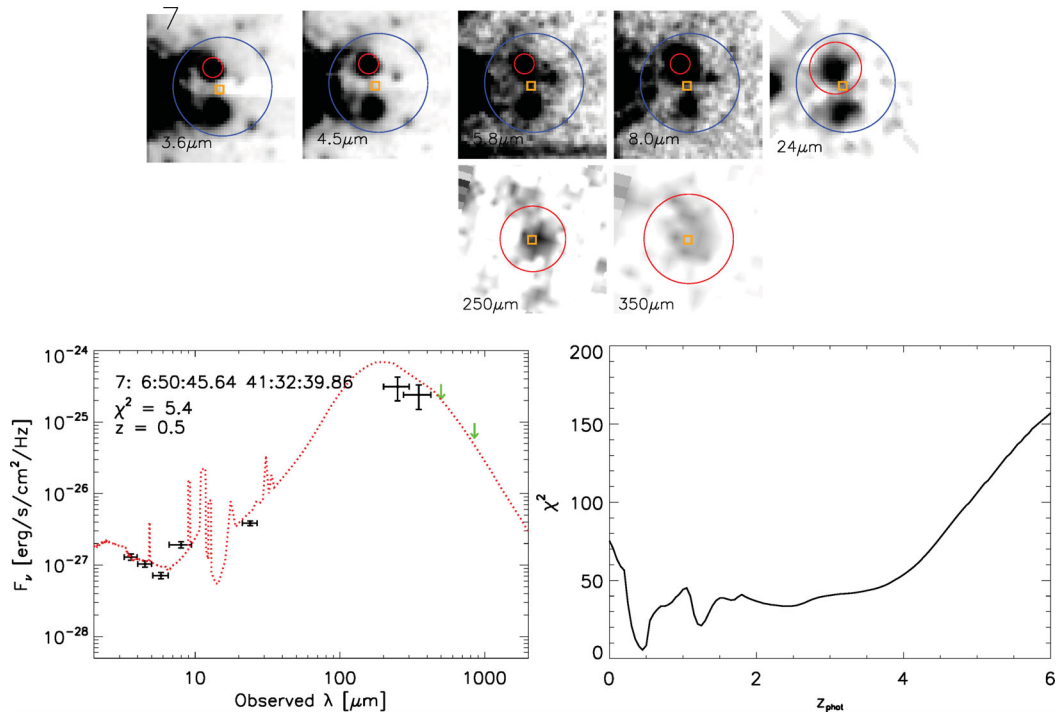 7
3.6μm
4.5μm
5.8μm
8.0μm
24μm
250μm
350μm
7: 6:50:45.64 41:32:39.86
χ² = 5.4
z = 0.5
10⁻²⁴
10⁻²⁵
10⁻²⁶
10⁻²⁷
10⁻²⁸
Fᵥ [erg/s/cm²/Hz]
10 100 1000
Observed λ [μm]
200
150
100
50
0
χ²
0 2 4 6
z_phot